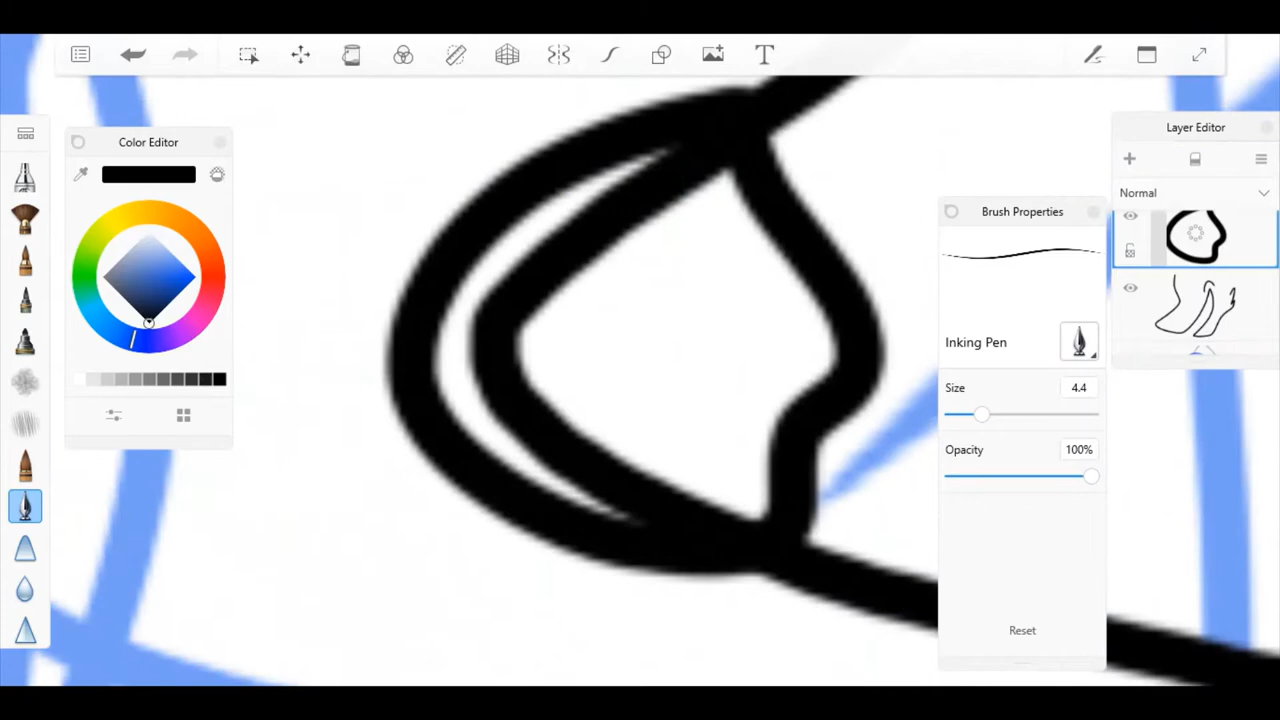 T
Color Editor
Layer Editor
Normal
Brush Properties
Inking Pen
Size 4.4
Opacity 100%
Reset